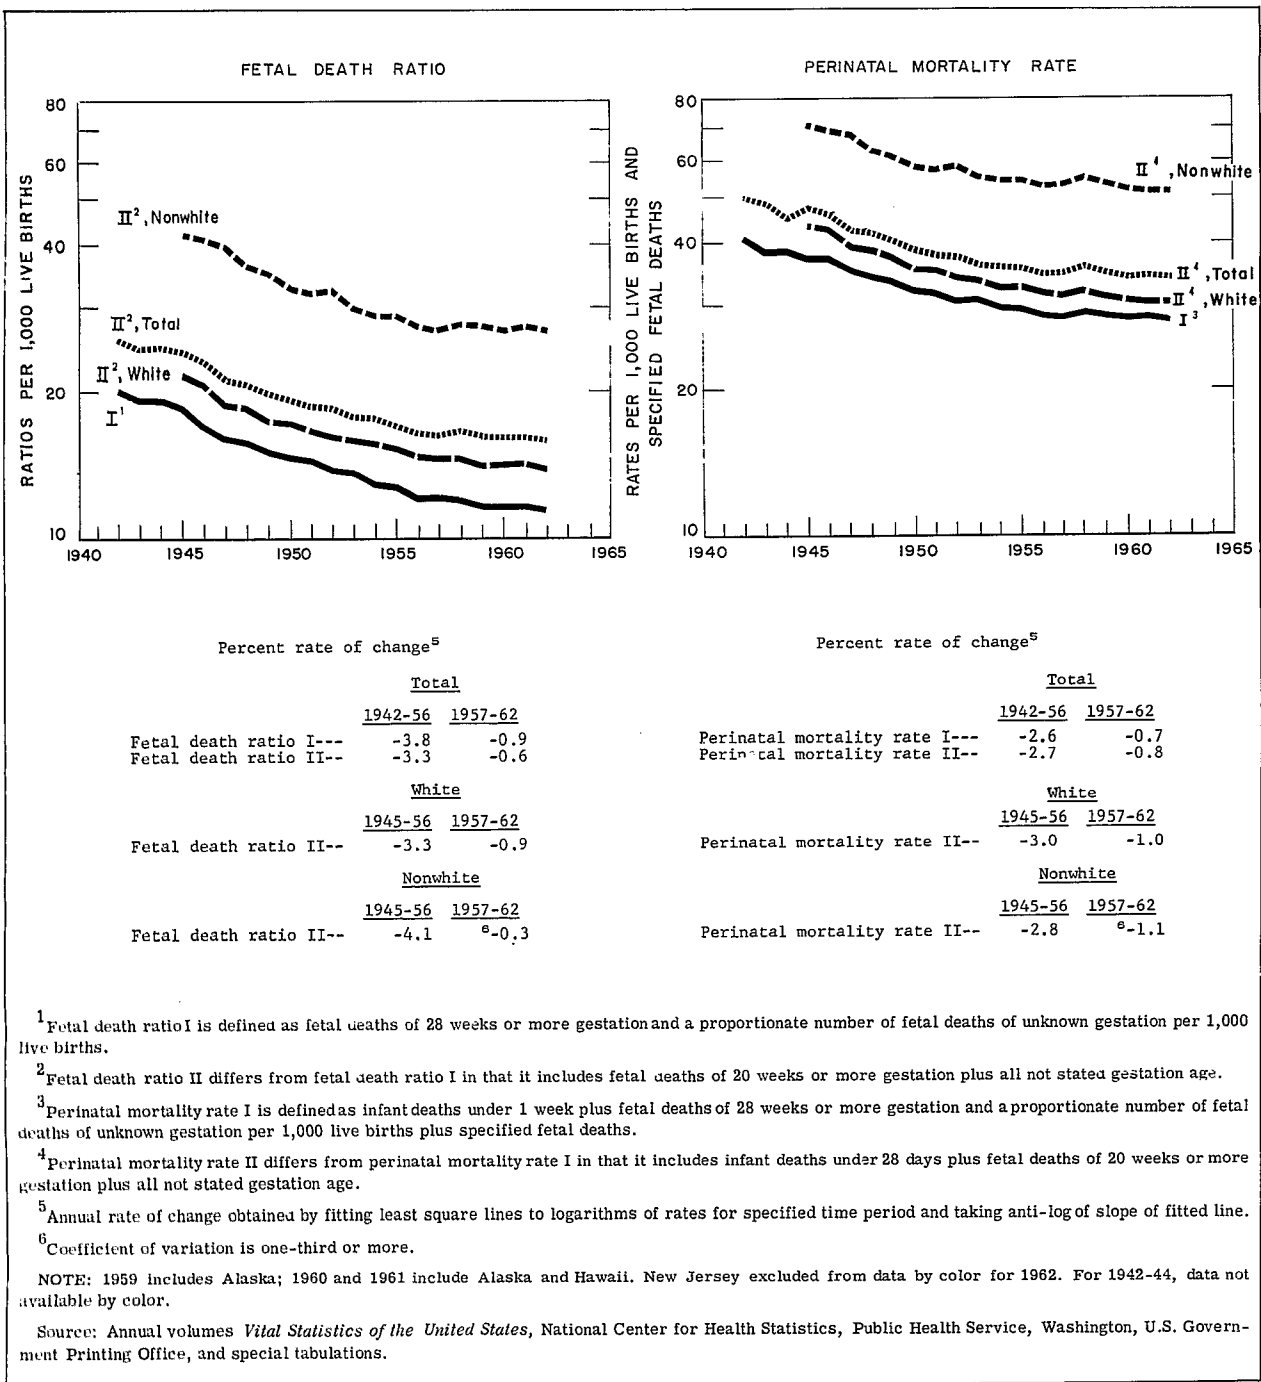 FETAL DEATH RATIO
RATIOS PER 1,000 LIVE BIRTHS
80
60
40
20
10
II², Nonwhite
II², Total
II², White
I¹
1940 1945 1950 1955 1960 1965
PERINATAL MORTALITY RATE
RATES PER 1,000 LIVE BIRTHS AND
SPECIFIED FETAL DEATHS
80
60
40
20
10
II⁴, Nonwhite
II⁴, Total
II⁴, White
I³
1940 1945 1950 1955 1960 1965
Percent rate of change⁵
Total
1942-56 1957-62
Fetal death ratio I--- -3.8 -0.9
Fetal death ratio II-- -3.3 -0.6
White
1945-56 1957-62
Fetal death ratio II-- -3.3 -0.9
Nonwhite
1945-56 1957-62
Fetal death ratio II-- -4.1 ⁶-0.3
Percent rate of change⁵
Total
1942-56 1957-62
Perinatal mortality rate I--- -2.6 -0.7
Perinatal mortality rate II-- -2.7 -0.8
White
1945-56 1957-62
Perinatal mortality rate II-- -3.0 -1.0
Nonwhite
1945-56 1957-62
Perinatal mortality rate II-- -2.8 ⁶-1.1
¹Fetal death ratio I is defined as fetal deaths of 28 weeks or more gestation and a proportionate number of fetal deaths of unknown gestation per 1,000
live births.
²Fetal death ratio II differs from fetal death ratio I in that it includes fetal deaths of 20 weeks or more gestation plus all not stated gestation age.
³Perinatal mortality rate I is defined as infant deaths under 1 week plus fetal deaths of 28 weeks or more gestation and a proportionate number of fetal
deaths of unknown gestation per 1,000 live births plus specified fetal deaths.
⁴Perinatal mortality rate II differs from perinatal mortality rate I in that it includes infant deaths under 28 days plus fetal deaths of 20 weeks or more
gestation plus all not stated gestation age.
⁵Annual rate of change obtained by fitting least square lines to logarithms of rates for specified time period and taking anti-log of slope of fitted line.
⁶Coefficient of variation is one-third or more.
NOTE: 1959 includes Alaska; 1960 and 1961 include Alaska and Hawaii. New Jersey excluded from data by color for 1962. For 1942-44, data not
available by color.
Source: Annual volumes Vital Statistics of the United States, National Center for Health Statistics, Public Health Service, Washington, U.S. Govern-
ment Printing Office, and special tabulations.